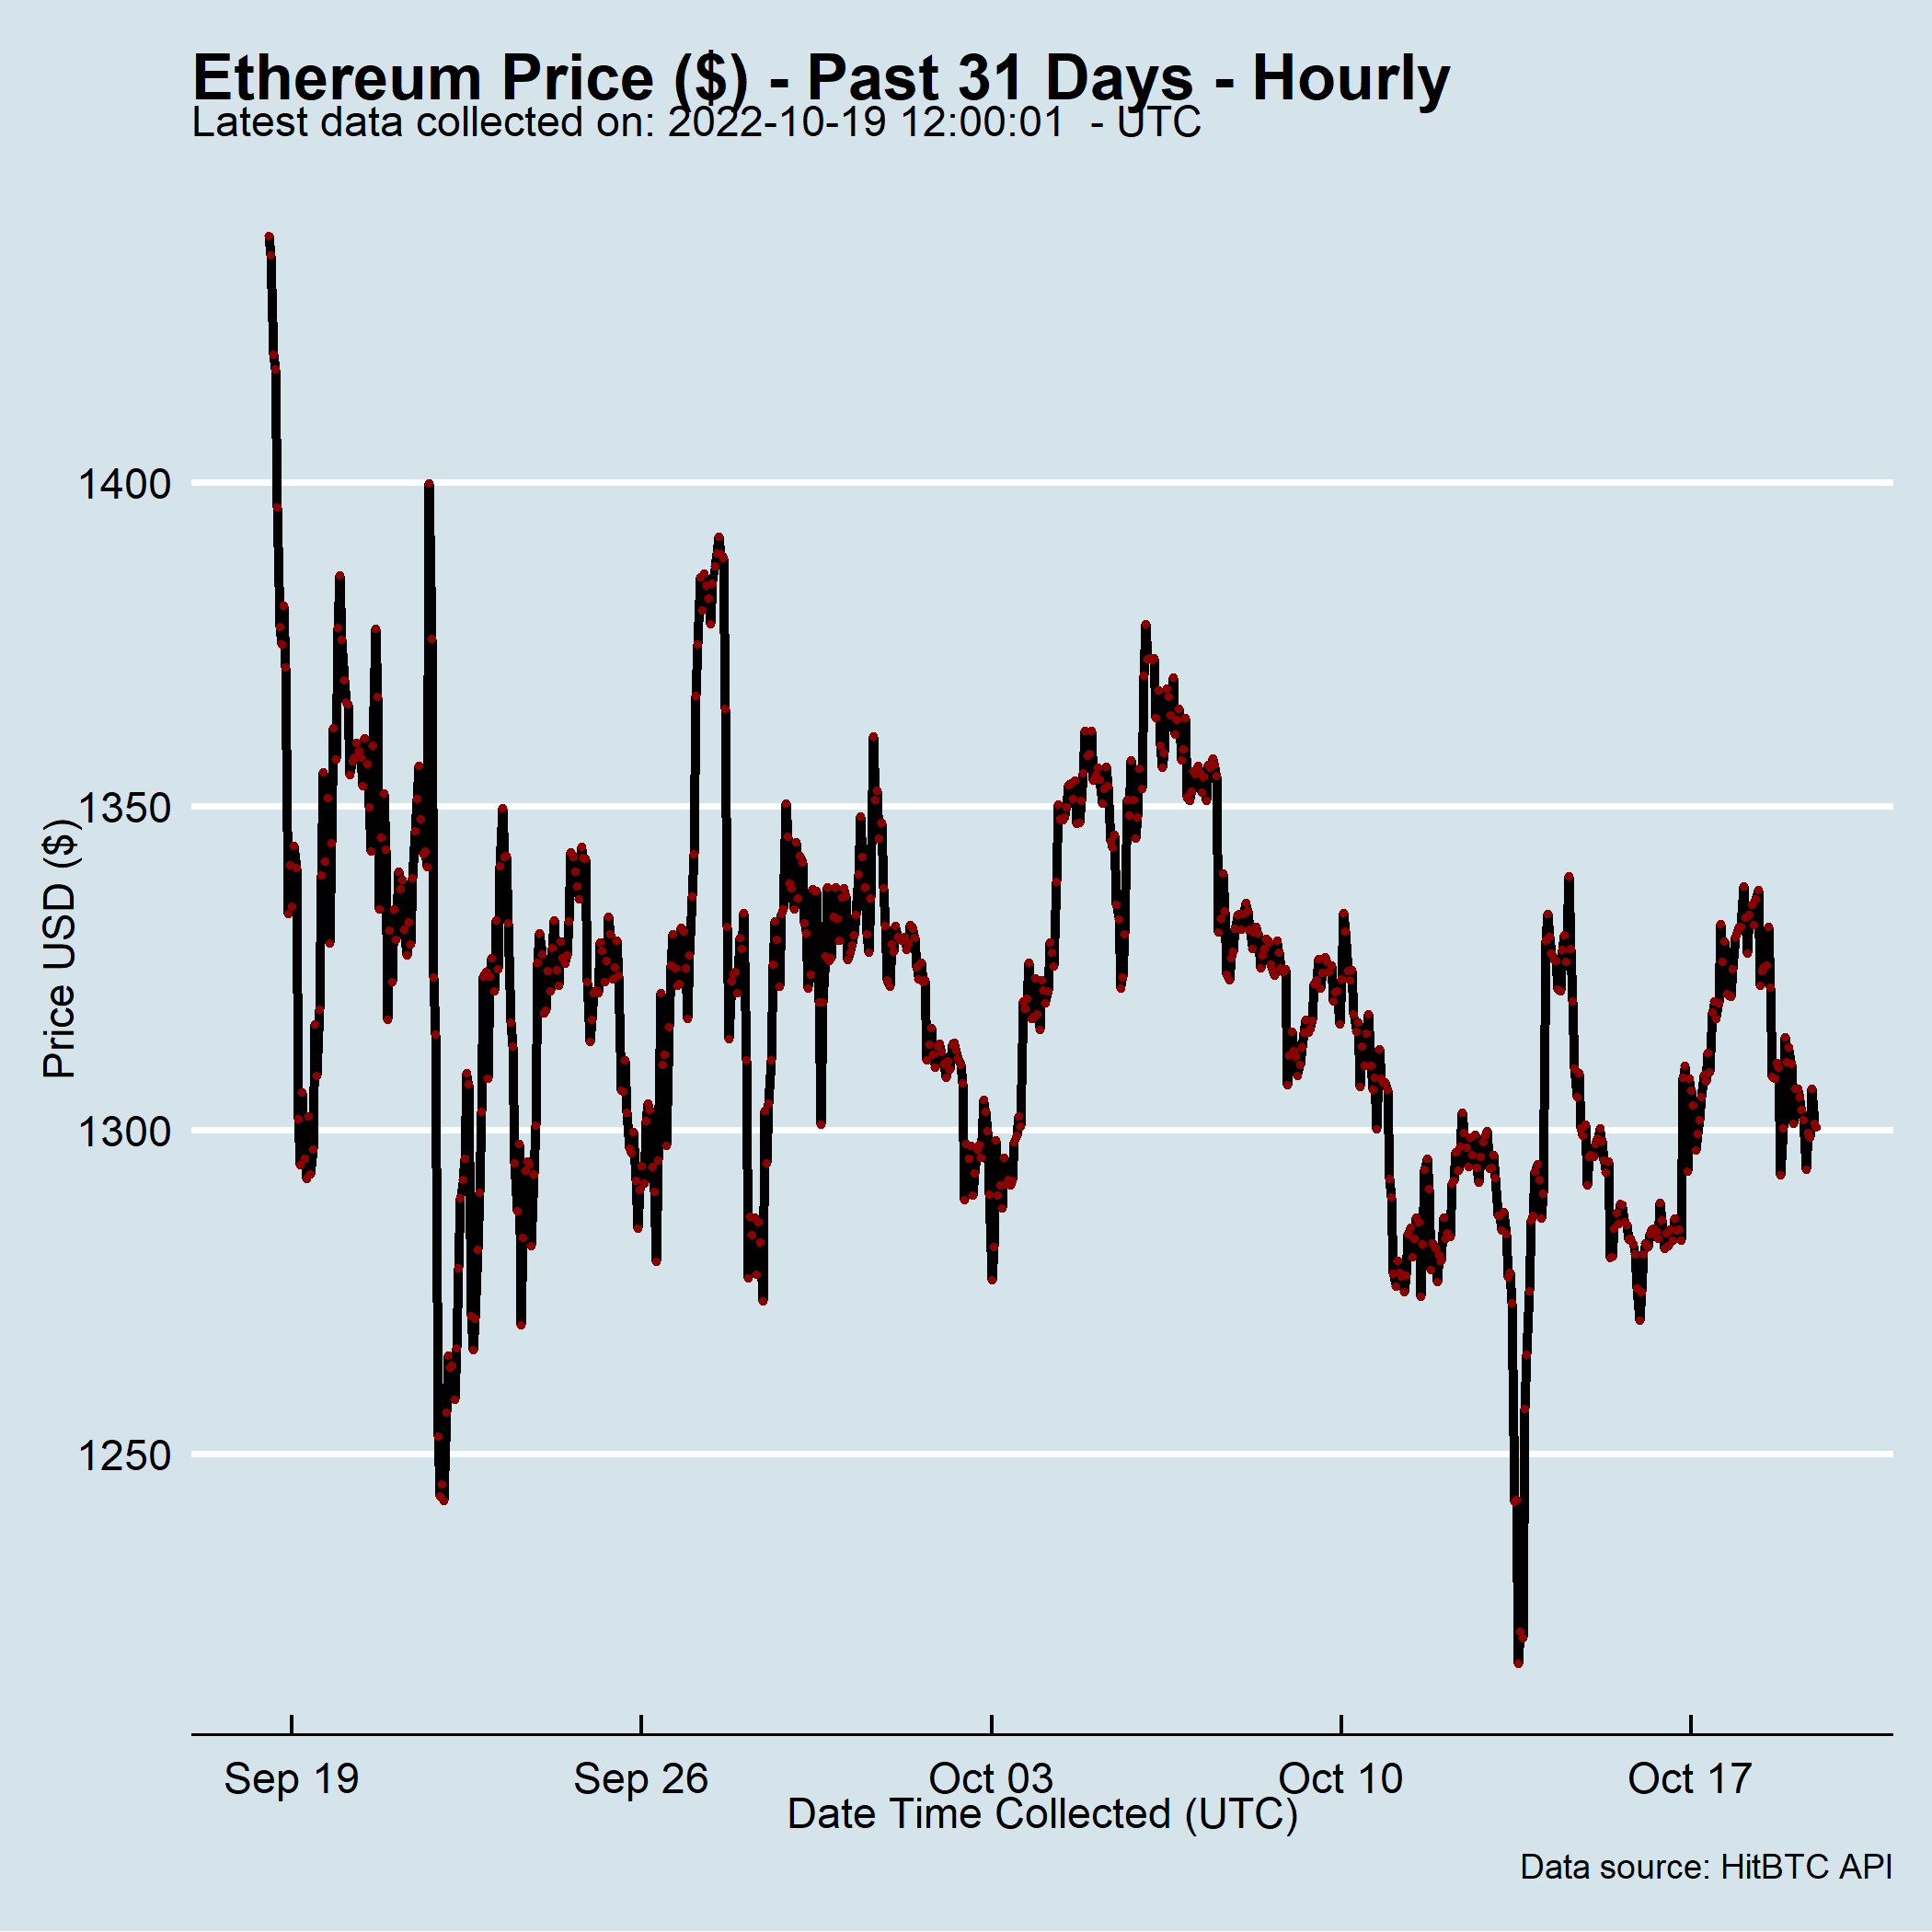 Ethereum Price ($) - Past 31 Days - Hourly
Latest data collected on: 2022-10-19 12:00:01  - UTC
Price USD ($)
1400
1350
1300
1250
Sep 19 Sep 26 Oct 03 Oct 10 Oct 17
Date Time Collected (UTC)
Data source: HitBTC API